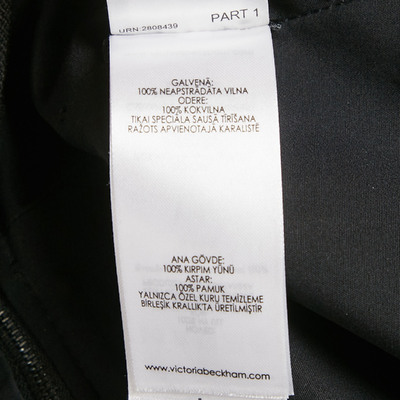 PART 1
URN:2808439
GALVENĀ:
100% NEAPSTRĀDĀTA VILNA
ODERE:
100% KOKVILNA
TIKAI SPECIĀLA SAUSĀ TĪRĪŠANA
RAŽOTS APVIENOTAJĀ KARALISTĒ
ANA GÖVDE:
100% KIRPIM YÜNÜ
ASTAR:
100% PAMUK
YALNIZCA ÖZEL KURU TEMİZLEME
BİRLEŞİK KRALLIKTA ÜRETİLMİŞTİR
www.victoriabeckham.com